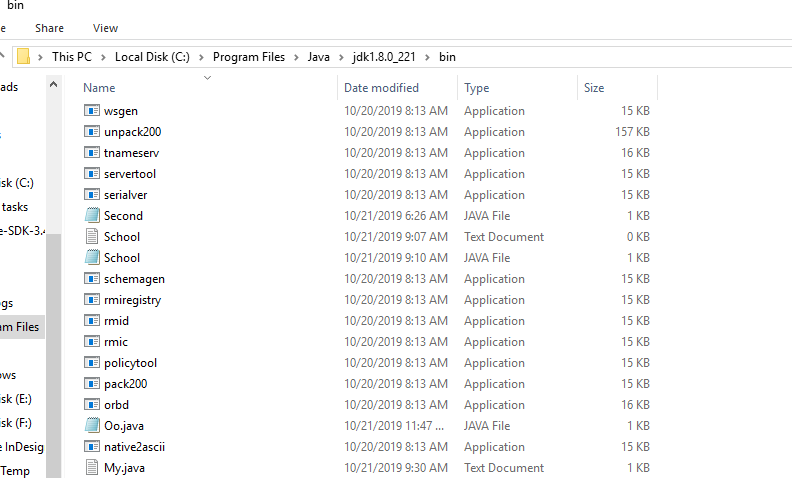 bin
e Share View
This PC > Local Disk (C:) > Program Files > Java > jdk1.8.0_221 > bin
ads
isk (C:)
tasks
e-SDK-3.4
gs
am Files
ows
isk (E:)
isk (F:)
e InDesig
Temp
Name Date modified Type Size
wsgen 10/20/2019 8:13 AM Application 15 KB
unpack200 10/20/2019 8:13 AM Application 157 KB
tnameserv 10/20/2019 8:13 AM Application 16 KB
servertool 10/20/2019 8:13 AM Application 15 KB
serialver 10/20/2019 8:13 AM Application 15 KB
Second 10/21/2019 6:26 AM JAVA File 1 KB
School 10/21/2019 9:07 AM Text Document 0 KB
School 10/21/2019 9:10 AM JAVA File 1 KB
schemagen 10/20/2019 8:13 AM Application 15 KB
rmiregistry 10/20/2019 8:13 AM Application 15 KB
rmid 10/20/2019 8:13 AM Application 15 KB
rmic 10/20/2019 8:13 AM Application 15 KB
policytool 10/20/2019 8:13 AM Application 15 KB
pack200 10/20/2019 8:13 AM Application 15 KB
orbd 10/20/2019 8:13 AM Application 16 KB
Oo.java 10/21/2019 11:47 ... JAVA File 1 KB
native2ascii 10/20/2019 8:13 AM Application 15 KB
My.java 10/21/2019 9:30 AM Text Document 1 KB